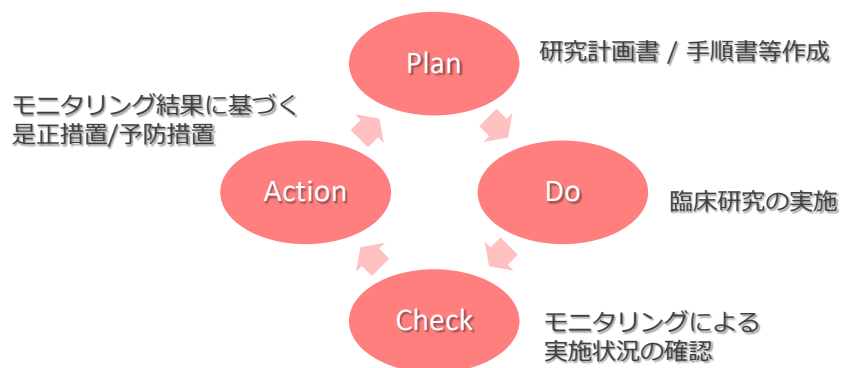 Plan
研究計画書 / 手順書等作成
モニタリング結果に基づく
是正措置/予防措置
Action
Do
臨床研究の実施
Check
モニタリングによる
実施状況の確認